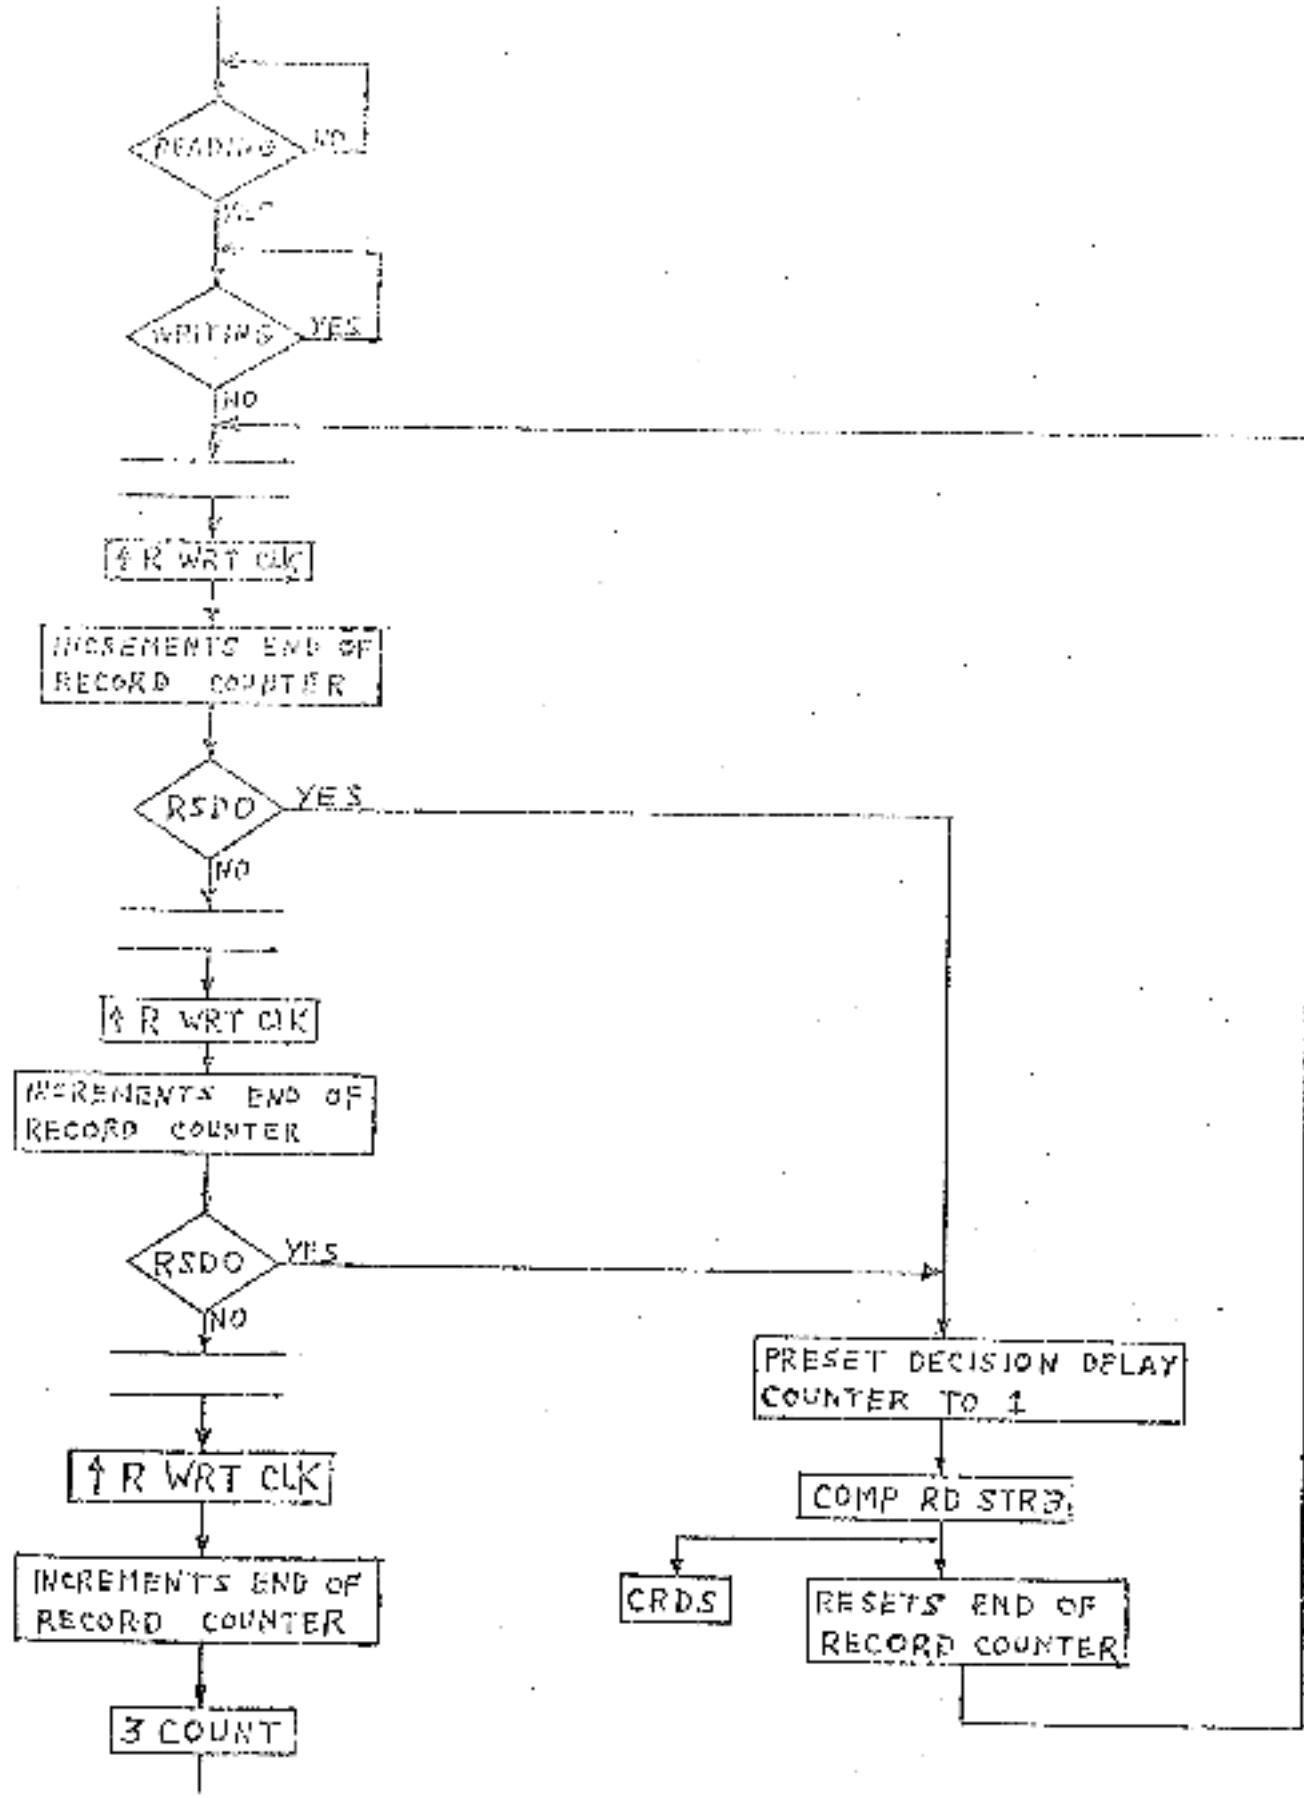 READING
NO
YES
WRITING
YES
NO
↑ R WRT CLK
INCREMENTS END OF
RECORD COUNTER
RSDO
YES
NO
↑ R WRT CLK
INCREMENTS END OF
RECORD COUNTER
RSDO
YES
NO
PRESET DECISION DELAY
COUNTER TO 1
↑ R WRT CLK
COMP RD STRB
INCREMENTS END OF
RECORD COUNTER
CRDS
RESETS END OF
RECORD COUNTER
3 COUNT